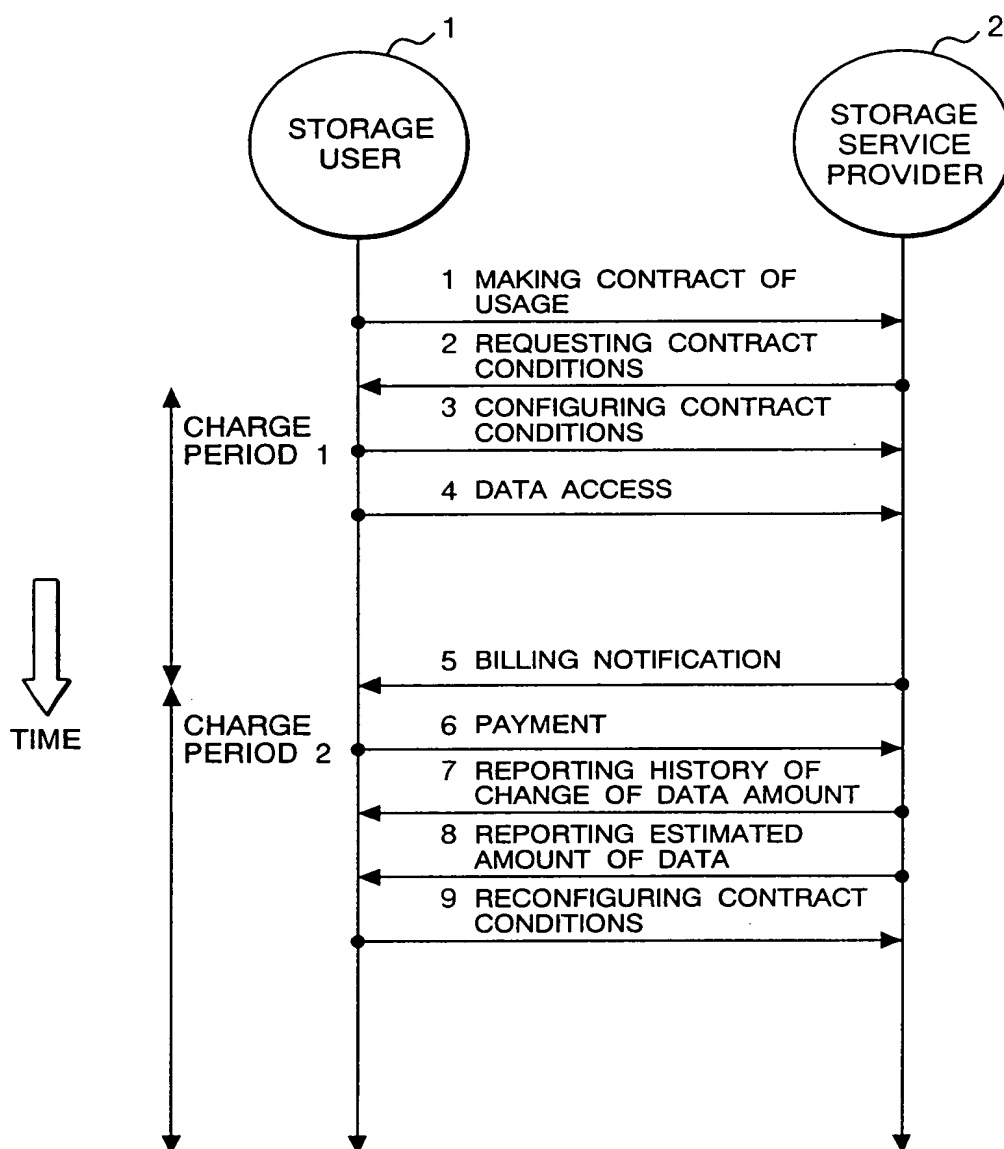 1
2
STORAGE
USER
STORAGE
SERVICE
PROVIDER
1 MAKING CONTRACT OF
USAGE
2 REQUESTING CONTRACT
CONDITIONS
CHARGE
PERIOD 1
3 CONFIGURING CONTRACT
CONDITIONS
4 DATA ACCESS
5 BILLING NOTIFICATION
TIME
CHARGE
PERIOD 2
6 PAYMENT
7 REPORTING HISTORY OF
CHANGE OF DATA AMOUNT
8 REPORTING ESTIMATED
AMOUNT OF DATA
9 RECONFIGURING CONTRACT
CONDITIONS